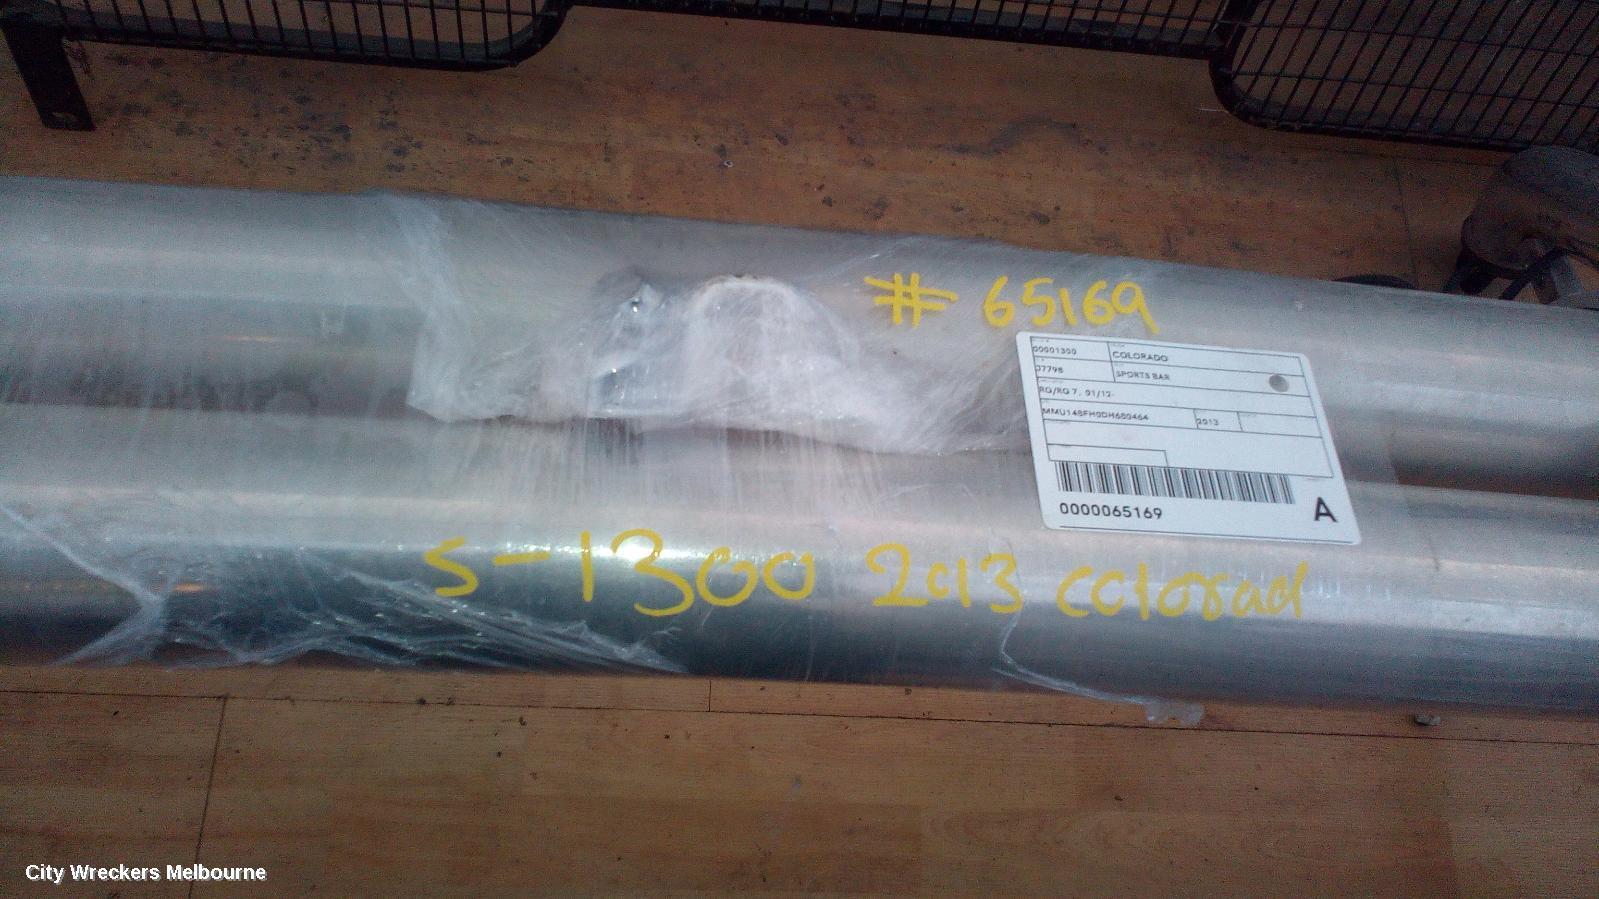 # 65169
00001300 COLORADO
37798 SPORTS BAR
RG/RG 7, 01/12-
MMU148FH0DH680464 2013
0000065169 A
S-1300 2013 Colorad
City Wreckers Melbourne